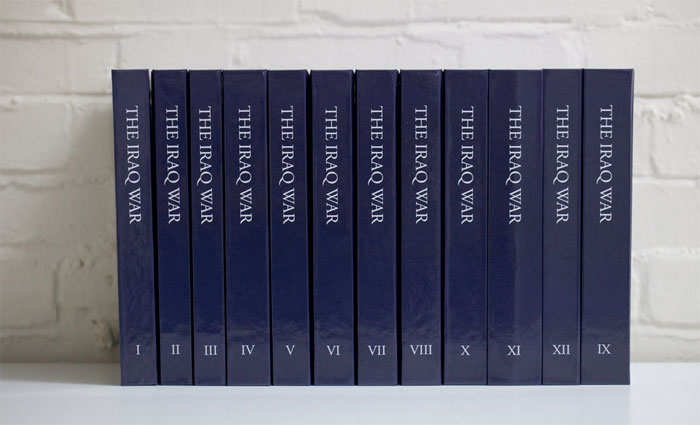 THE IRAQ WAR I
THE IRAQ WAR II
THE IRAQ WAR III
THE IRAQ WAR IV
THE IRAQ WAR V
THE IRAQ WAR VI
THE IRAQ WAR VII
THE IRAQ WAR VIII
THE IRAQ WAR X
THE IRAQ WAR XI
THE IRAQ WAR XII
THE IRAQ WAR IX